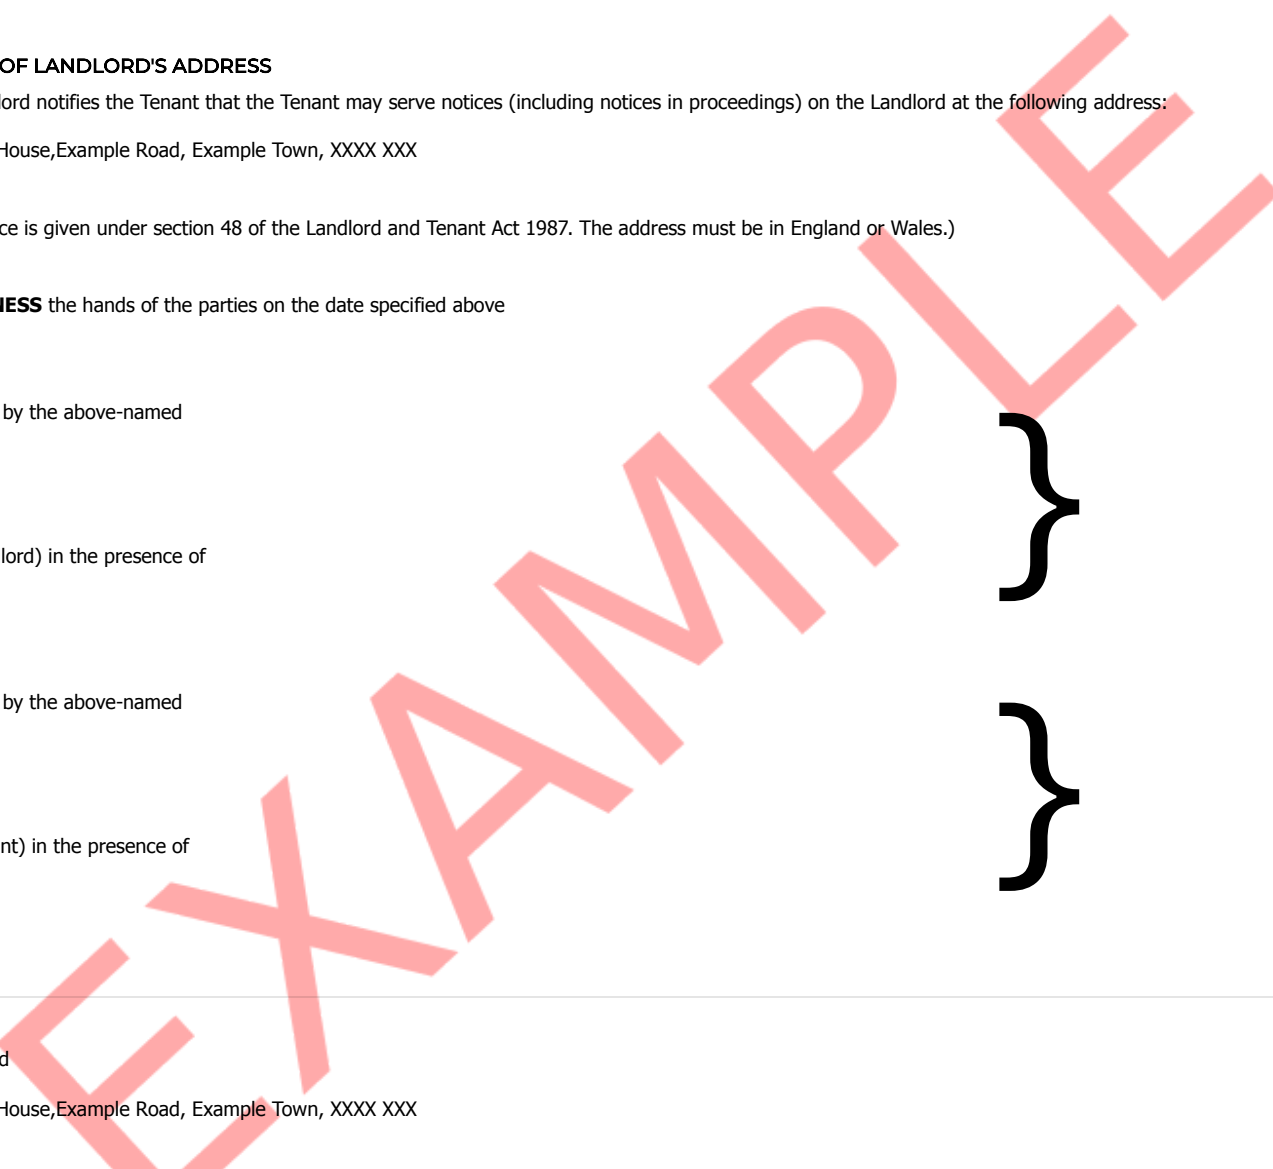 OF LANDLORD'S ADDRESS
lord notifies the Tenant that the Tenant may serve notices (including notices in proceedings) on the Landlord at the following address:
House,Example Road, Example Town, XXXX XXX
ce is given under section 48 of the Landlord and Tenant Act 1987. The address must be in England or Wales.)
NESS the hands of the parties on the date specified above
by the above-named
}
lord) in the presence of
by the above-named
}
nt) in the presence of
d
House,Example Road, Example Town, XXXX XXX
EXAMPLE